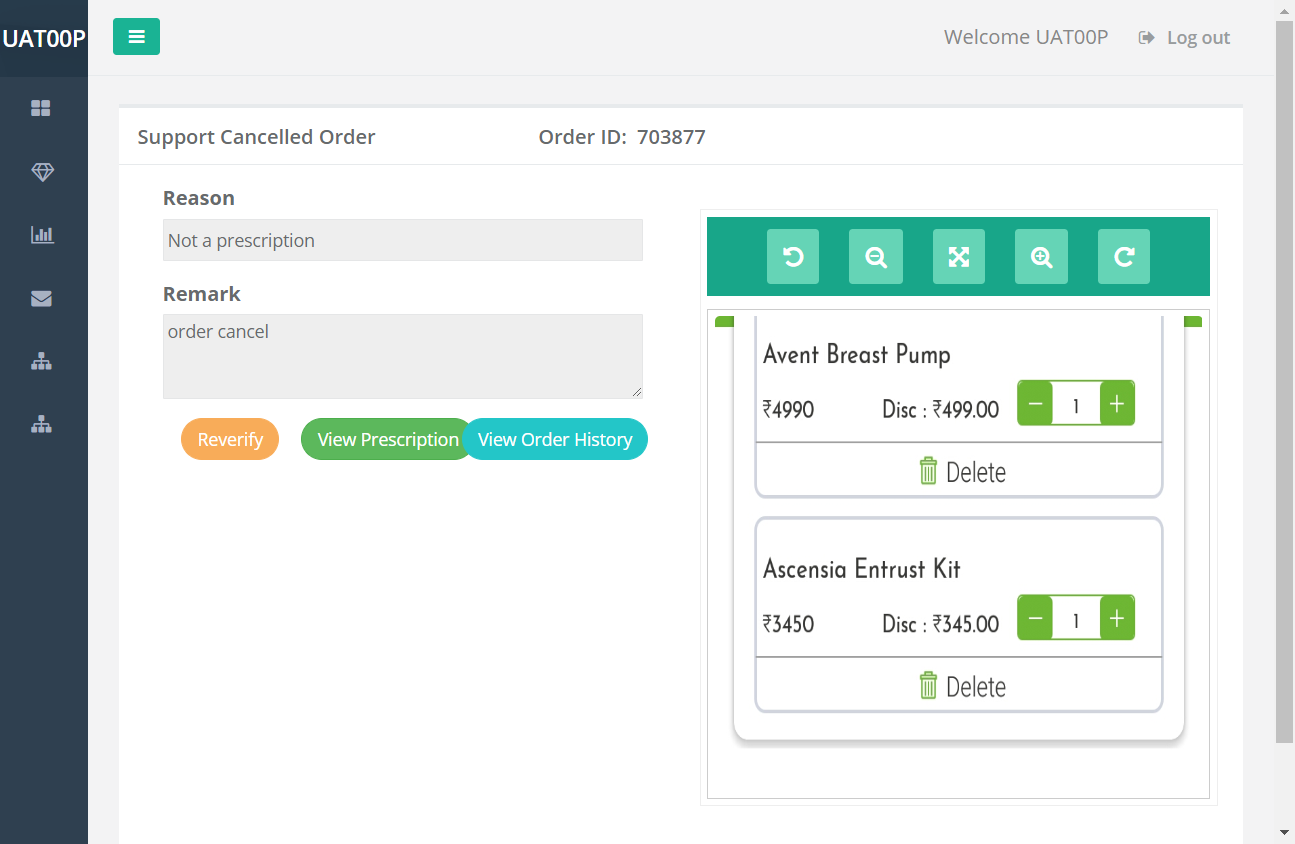 UAT00P
Welcome UAT00P
Log out
Support Cancelled Order
Order ID: 703877
Reason
Not a prescription
Remark
order cancel
Reverify
View Prescription
View Order History
Avent Breast Pump
₹4990 Disc : ₹499.00 − 1 +
Delete
Ascensia Entrust Kit
₹3450 Disc : ₹345.00 − 1 +
Delete